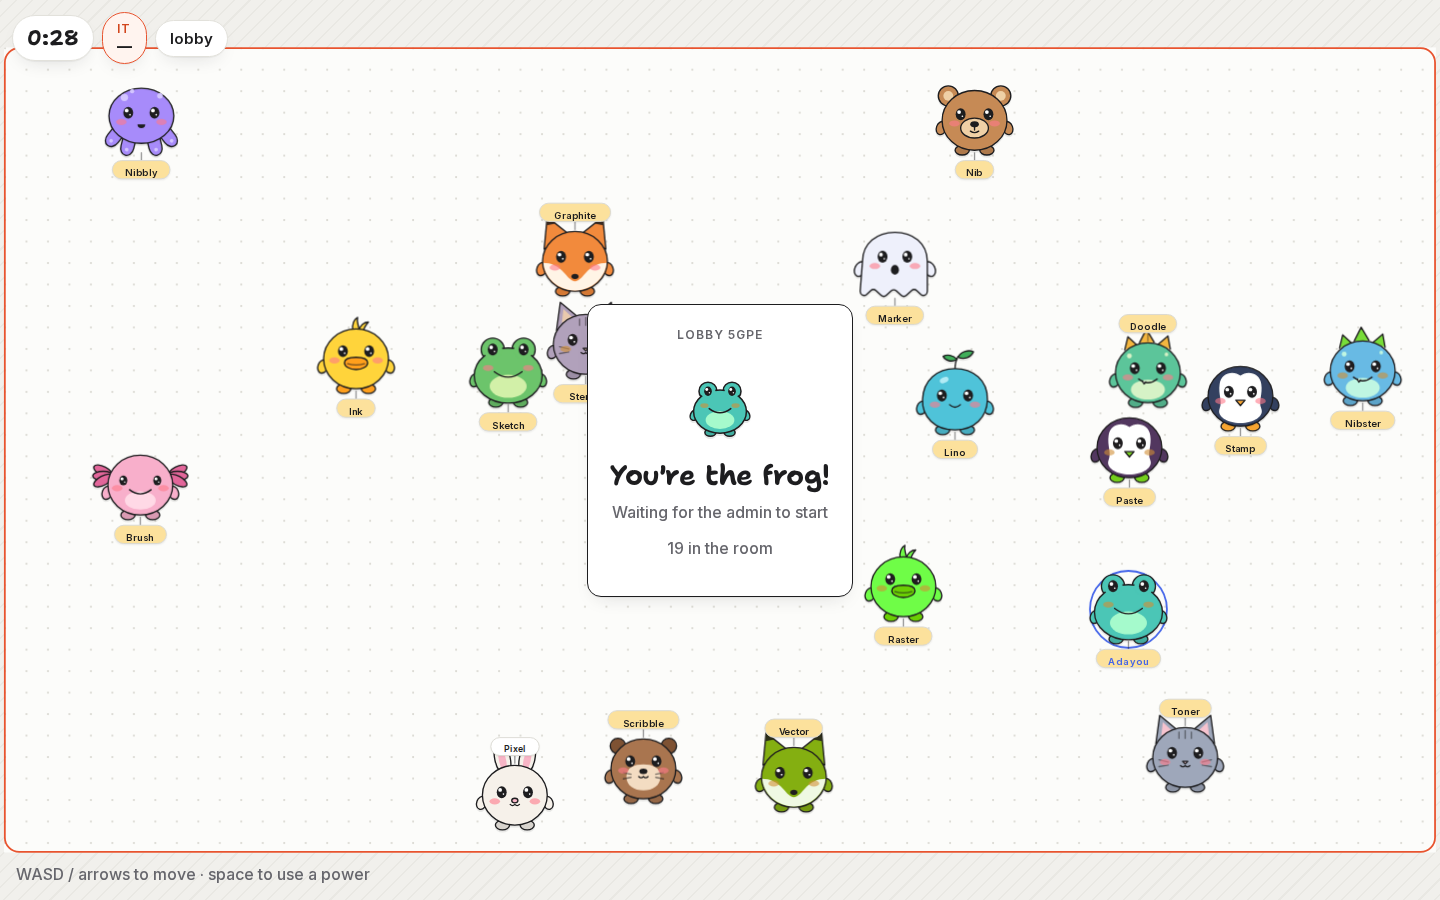 0:28
IT
—
lobby
Nibbly
Nib
Graphite
Marker
Doodle
Ink
Sketch
Lino
Stamp
Nibster
Paste
Brush
LOBBY 5GPE
You're the frog!
Waiting for the admin to start
19 in the room
Raster
Adayou
Toner
Scribble
Vector
Pixel
WASD / arrows to move · space to use a power